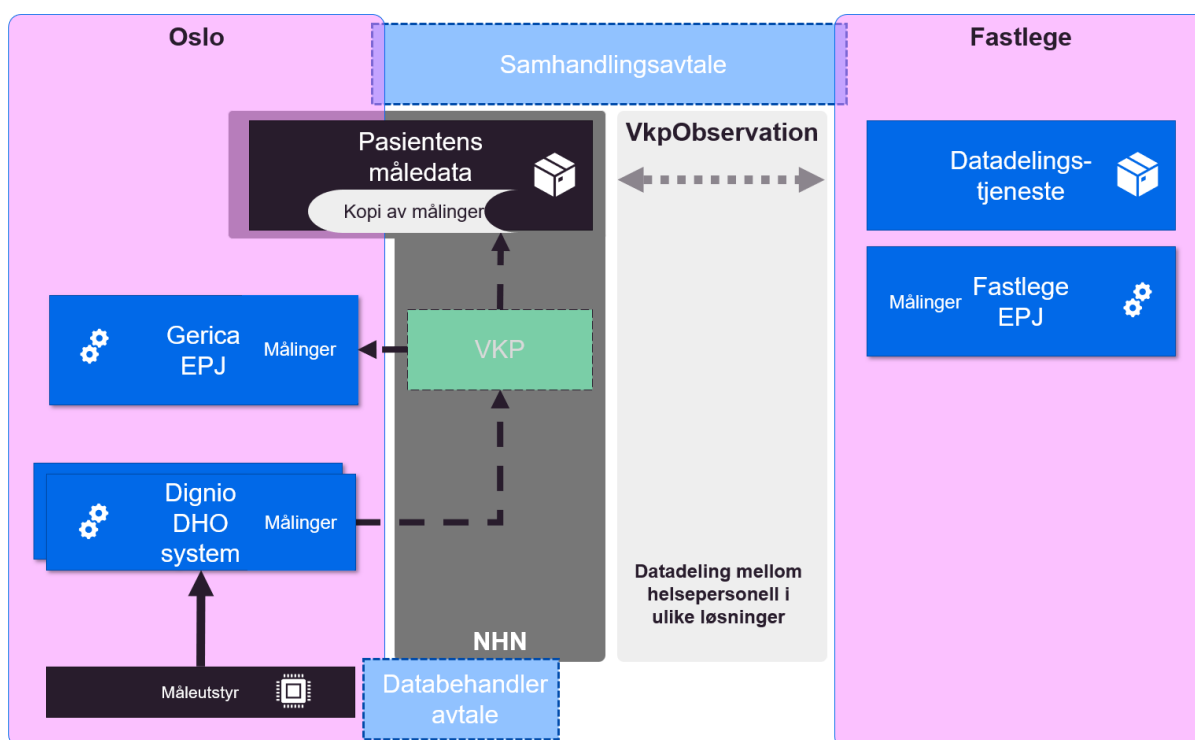 Oslo
Samhandlingsavtale
Fastlege
Pasientens
måledata
Kopi av målinger
VkpObservation
Datadelings-
tjeneste
Gerica
EPJ
Målinger
VKP
Målinger
Fastlege
EPJ
Dignio
DHO
system
Målinger
Datadeling mellom
helsepersonell i
ulike løsninger
NHN
Måleutstyr
Databehandler
avtale